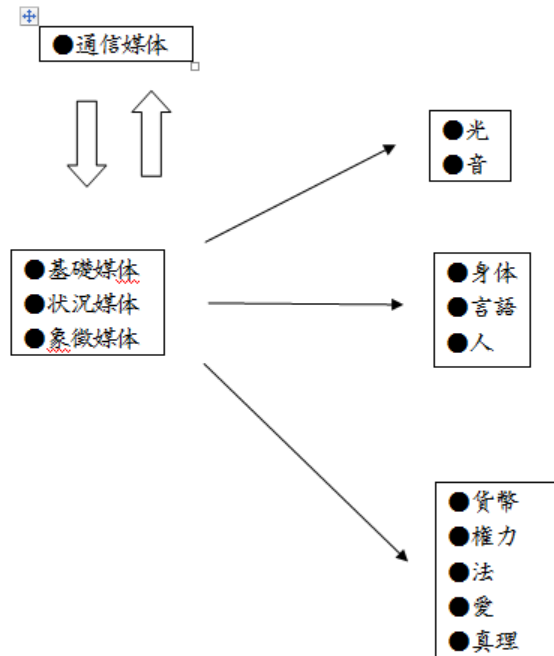 ●通信媒体
●光
●音
●基礎媒体
●状況媒体
●象徴媒体
●身体
●言語
●人
●貨幣
●権力
●法
●愛
●真理